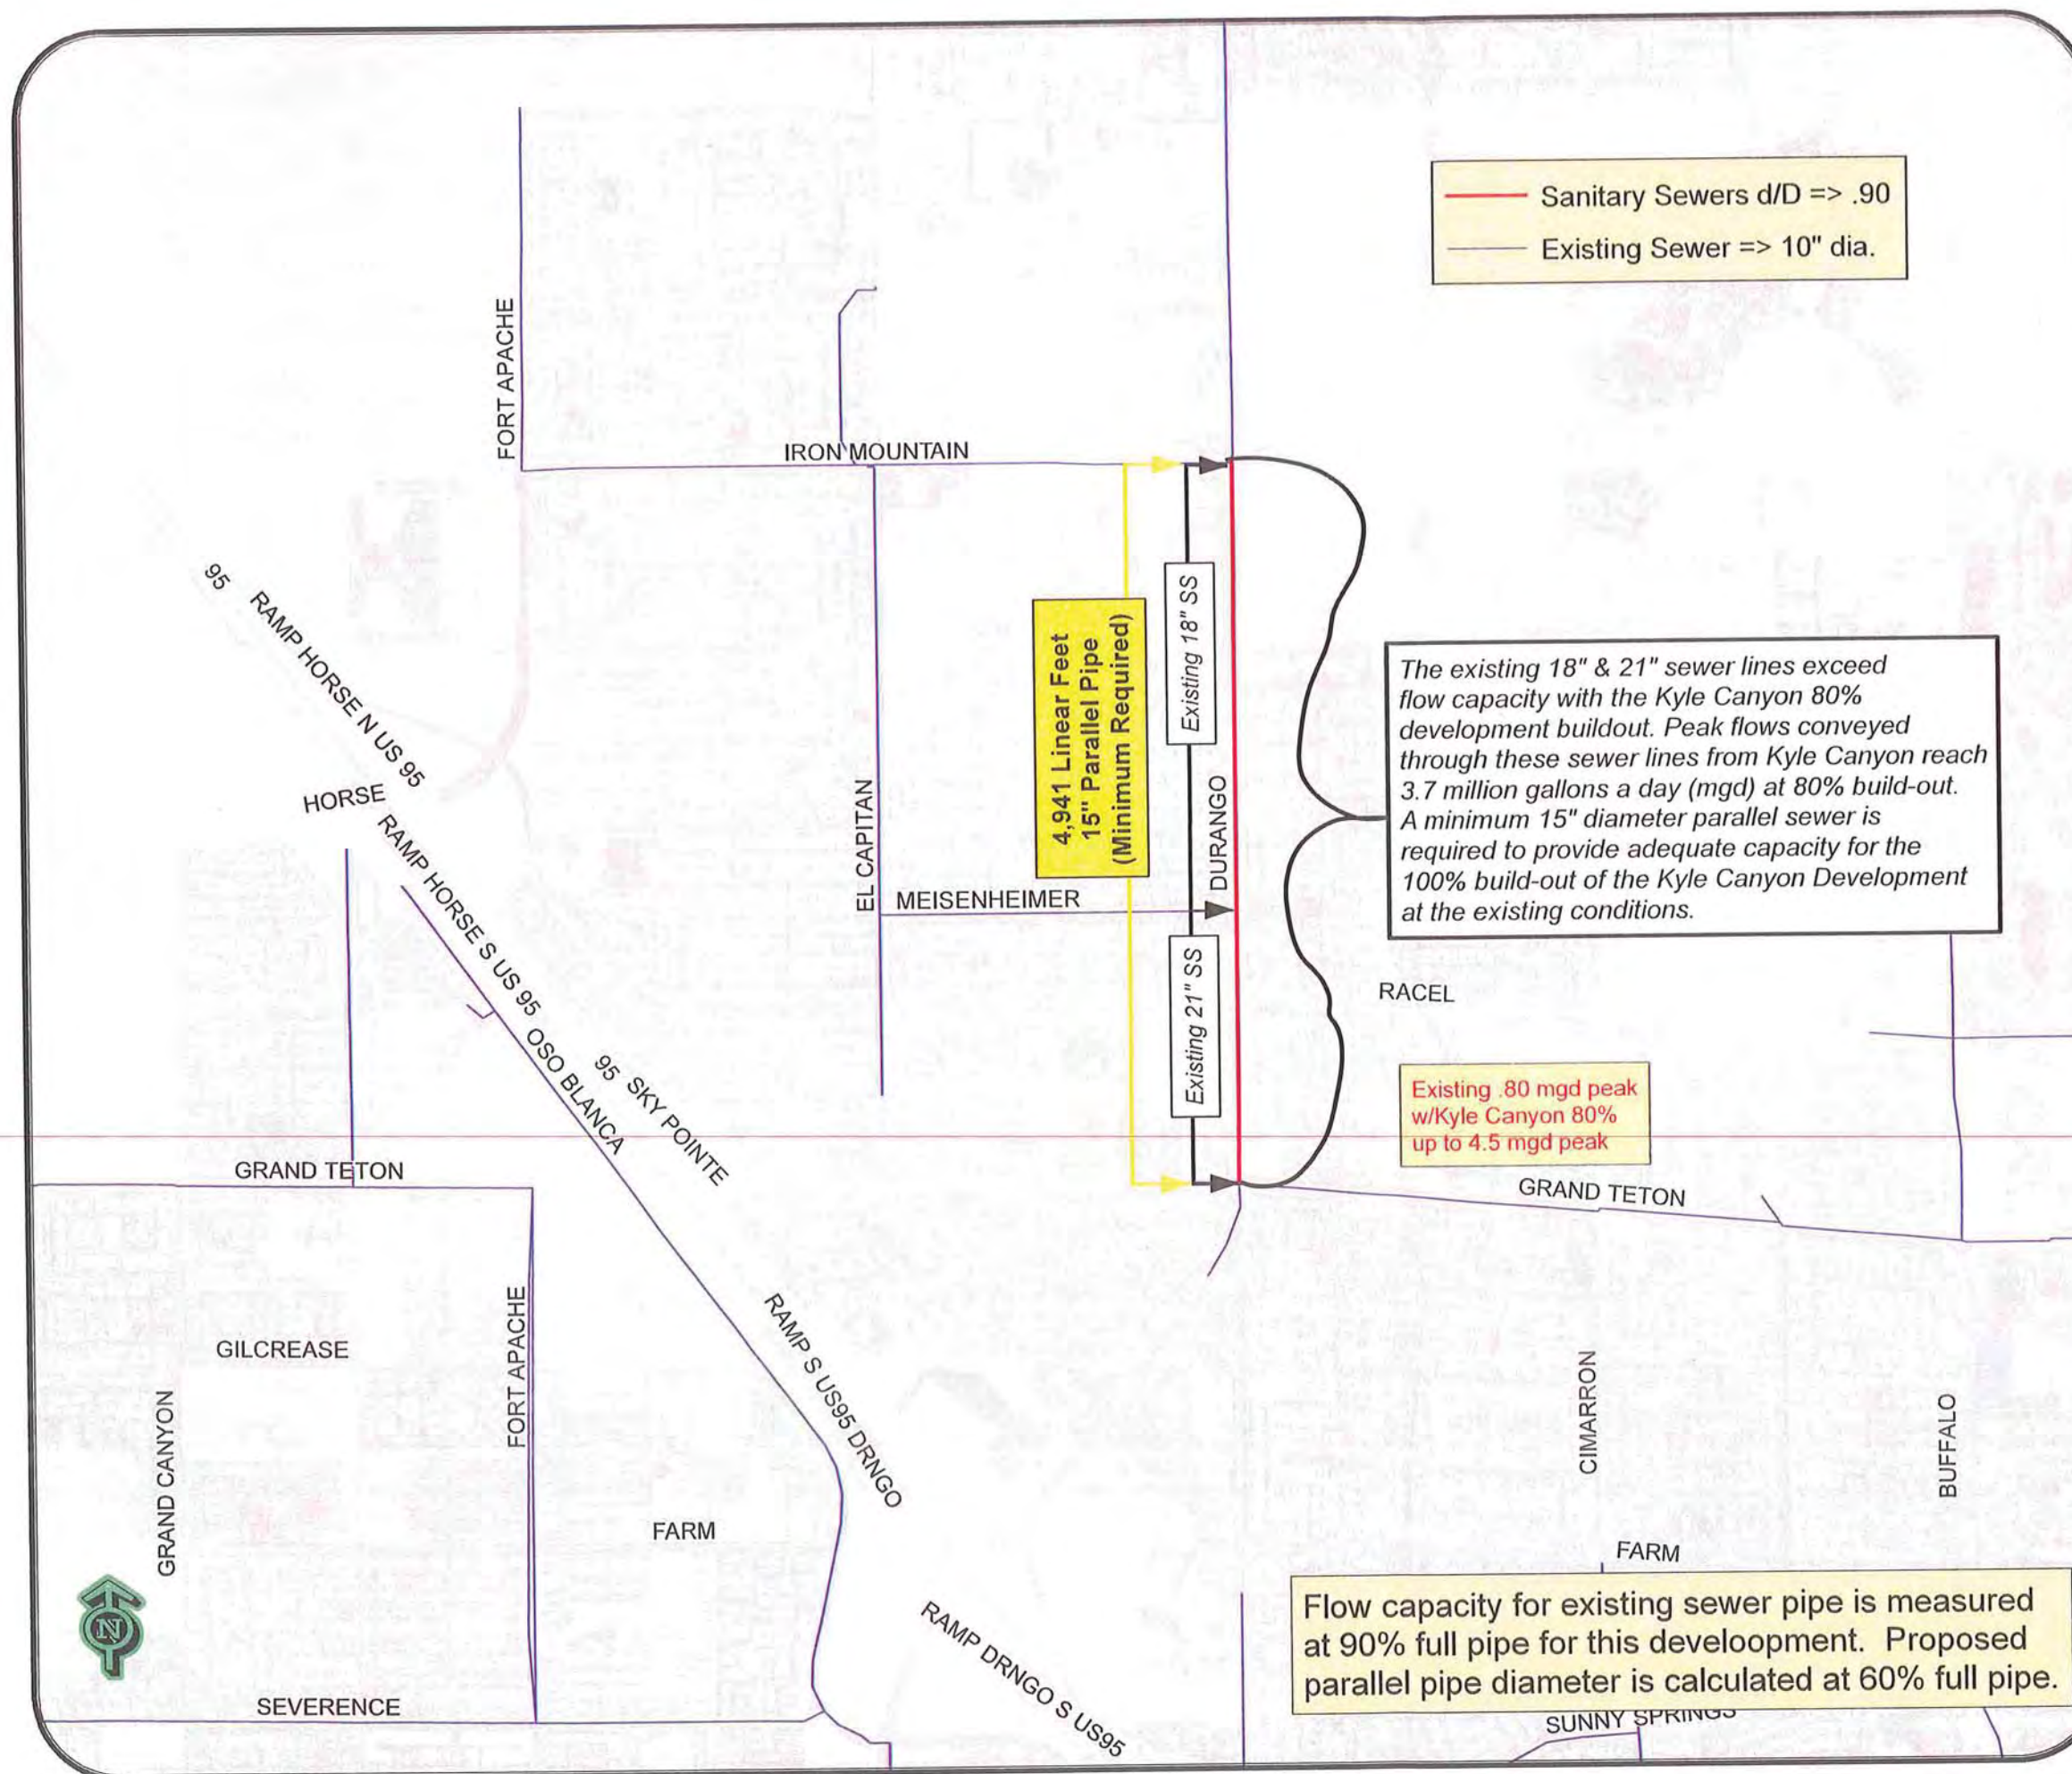 Sanitary Sewers d/D => .90
Existing Sewer => 10" dia.
FORT APACHE
IRON MOUNTAIN
95
RAMP HORSE N US 95
HORSE
RAMP HORSE S US 95
EL CAPITAN
MEISENHEIMER
4,941 Linear Feet
15" Parallel Pipe
(Minimum Required)
Existing 18" SS
Existing 21" SS
DURANGO
The existing 18" & 21" sewer lines exceed
flow capacity with the Kyle Canyon 80%
development buildout. Peak flows conveyed
through these sewer lines from Kyle Canyon reach
3.7 million gallons a day (mgd) at 80% build-out.
A minimum 15" diameter parallel sewer is
required to provide adequate capacity for the
100% build-out of the Kyle Canyon Development
at the existing conditions.
RACEL
OSO BLANCA
95 SKY POINTE
Existing .80 mgd peak
w/Kyle Canyon 80%
up to 4.5 mgd peak
GRAND TETON
GRAND TETON
GILCREASE
GRAND CANYON
FORT APACHE
FARM
RAMP S US95 DRNGO
RAMP DRNGO S US95
CIMARRON
BUFFALO
FARM
Flow capacity for existing sewer pipe is measured
at 90% full pipe for this develoopment. Proposed
parallel pipe diameter is calculated at 60% full pipe.
N
SEVERENCE
SUNNY SPRINGS